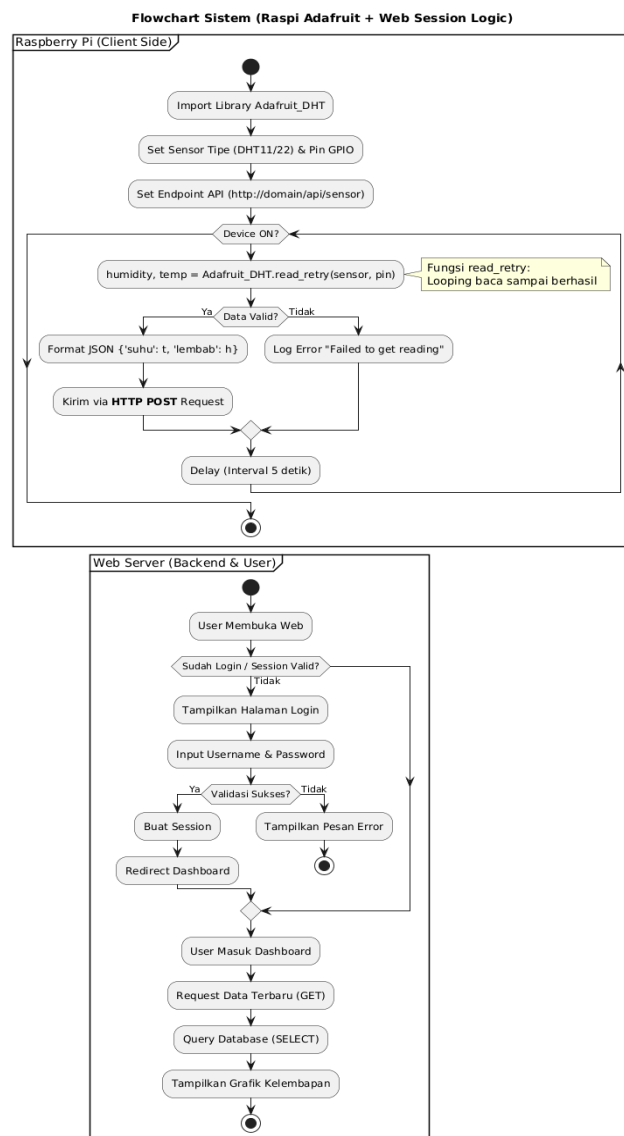 Flowchart Sistem (Raspi Adafruit + Web Session Logic)
Raspberry Pi (Client Side)
Import Library Adafruit_DHT
Set Sensor Tipe (DHT11/22) & Pin GPIO
Set Endpoint API (http://domain/api/sensor)
Device ON?
humidity, temp = Adafruit_DHT.read_retry(sensor, pin)
Fungsi read_retry:
Looping baca sampai berhasil
Ya
Data Valid?
Tidak
Format JSON {'suhu': t, 'lembab': h}
Log Error "Failed to get reading"
Kirim via HTTP POST Request
Delay (Interval 5 detik)
Web Server (Backend & User)
User Membuka Web
Sudah Login / Session Valid?
Tidak
Tampilkan Halaman Login
Input Username & Password
Ya
Validasi Sukses?
Tidak
Buat Session
Tampilkan Pesan Error
Redirect Dashboard
User Masuk Dashboard
Request Data Terbaru (GET)
Query Database (SELECT)
Tampilkan Grafik Kelembapan